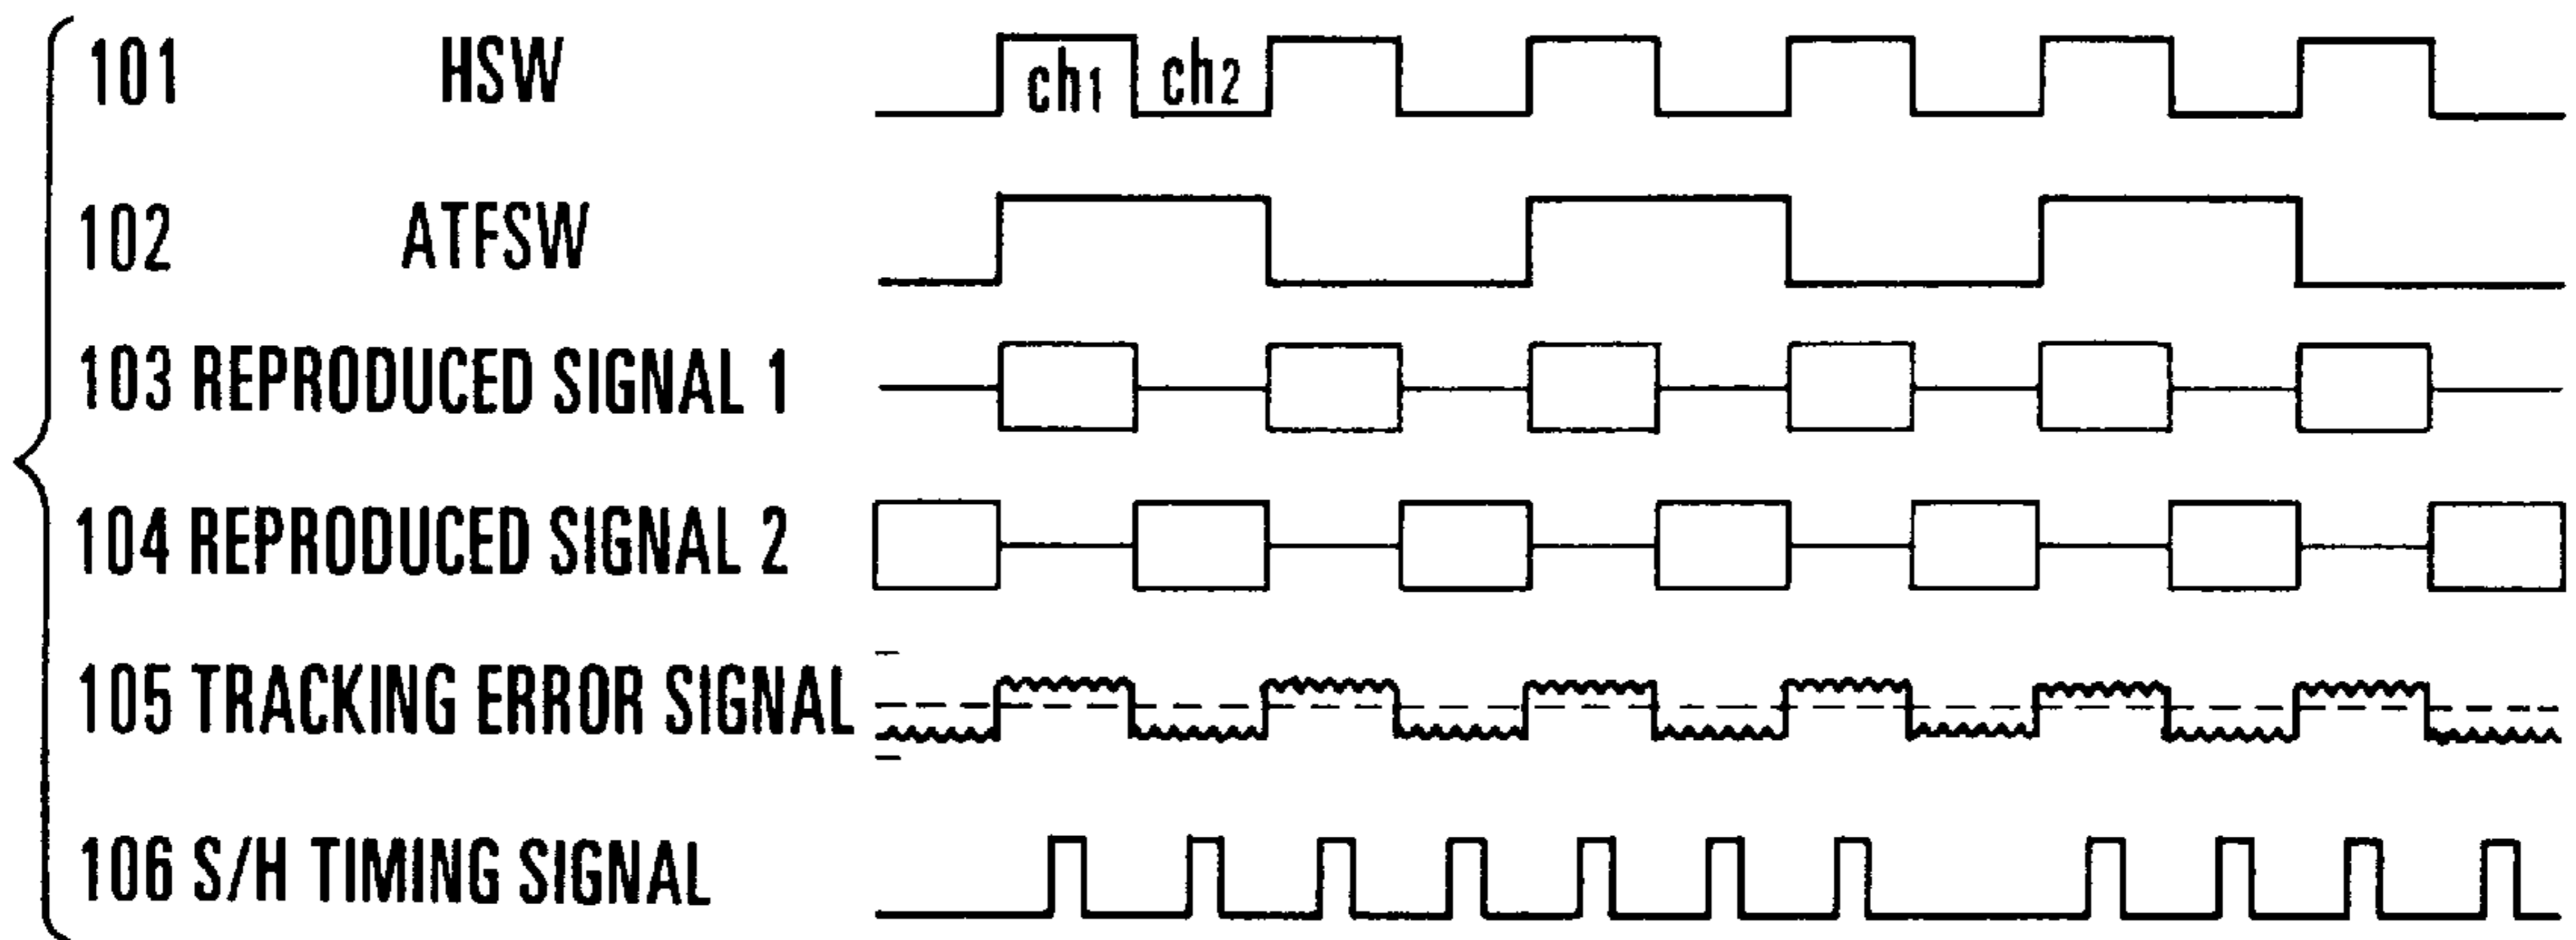 101 HSW
ch1 ch2
102 ATFSW
103 REPRODUCED SIGNAL 1
104 REPRODUCED SIGNAL 2
105 TRACKING ERROR SIGNAL
106 S/H TIMING SIGNAL